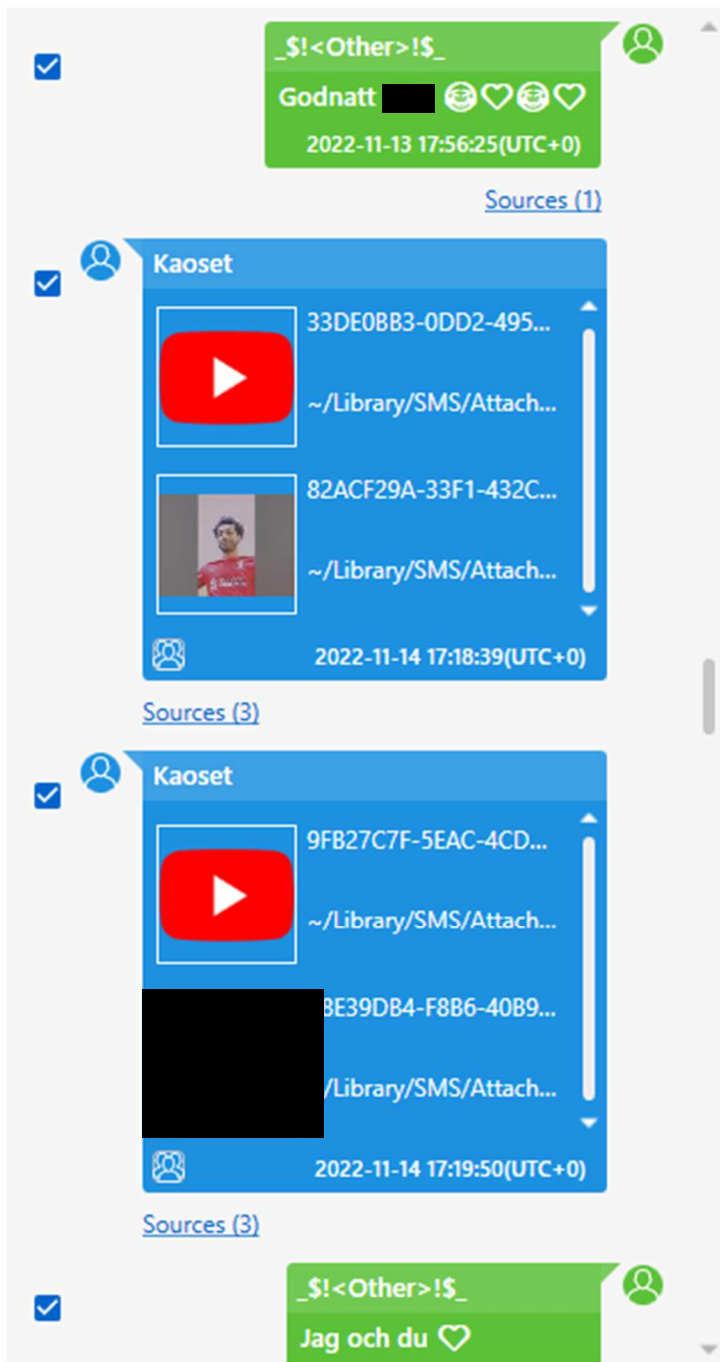 _$!<Other>!$_
Godnatt
2022-11-13 17:56:25(UTC+0)
Sources (1)
Kaoset
33DE0BB3-0DD2-495...
~/Library/SMS/Attach...
82ACF29A-33F1-432C...
~/Library/SMS/Attach...
2022-11-14 17:18:39(UTC+0)
Sources (3)
Kaoset
9FB27C7F-5EAC-4CD...
~/Library/SMS/Attach...
8E39DB4-F8B6-40B9...
/Library/SMS/Attach...
2022-11-14 17:19:50(UTC+0)
Sources (3)
_$!<Other>!$_
Jag och du